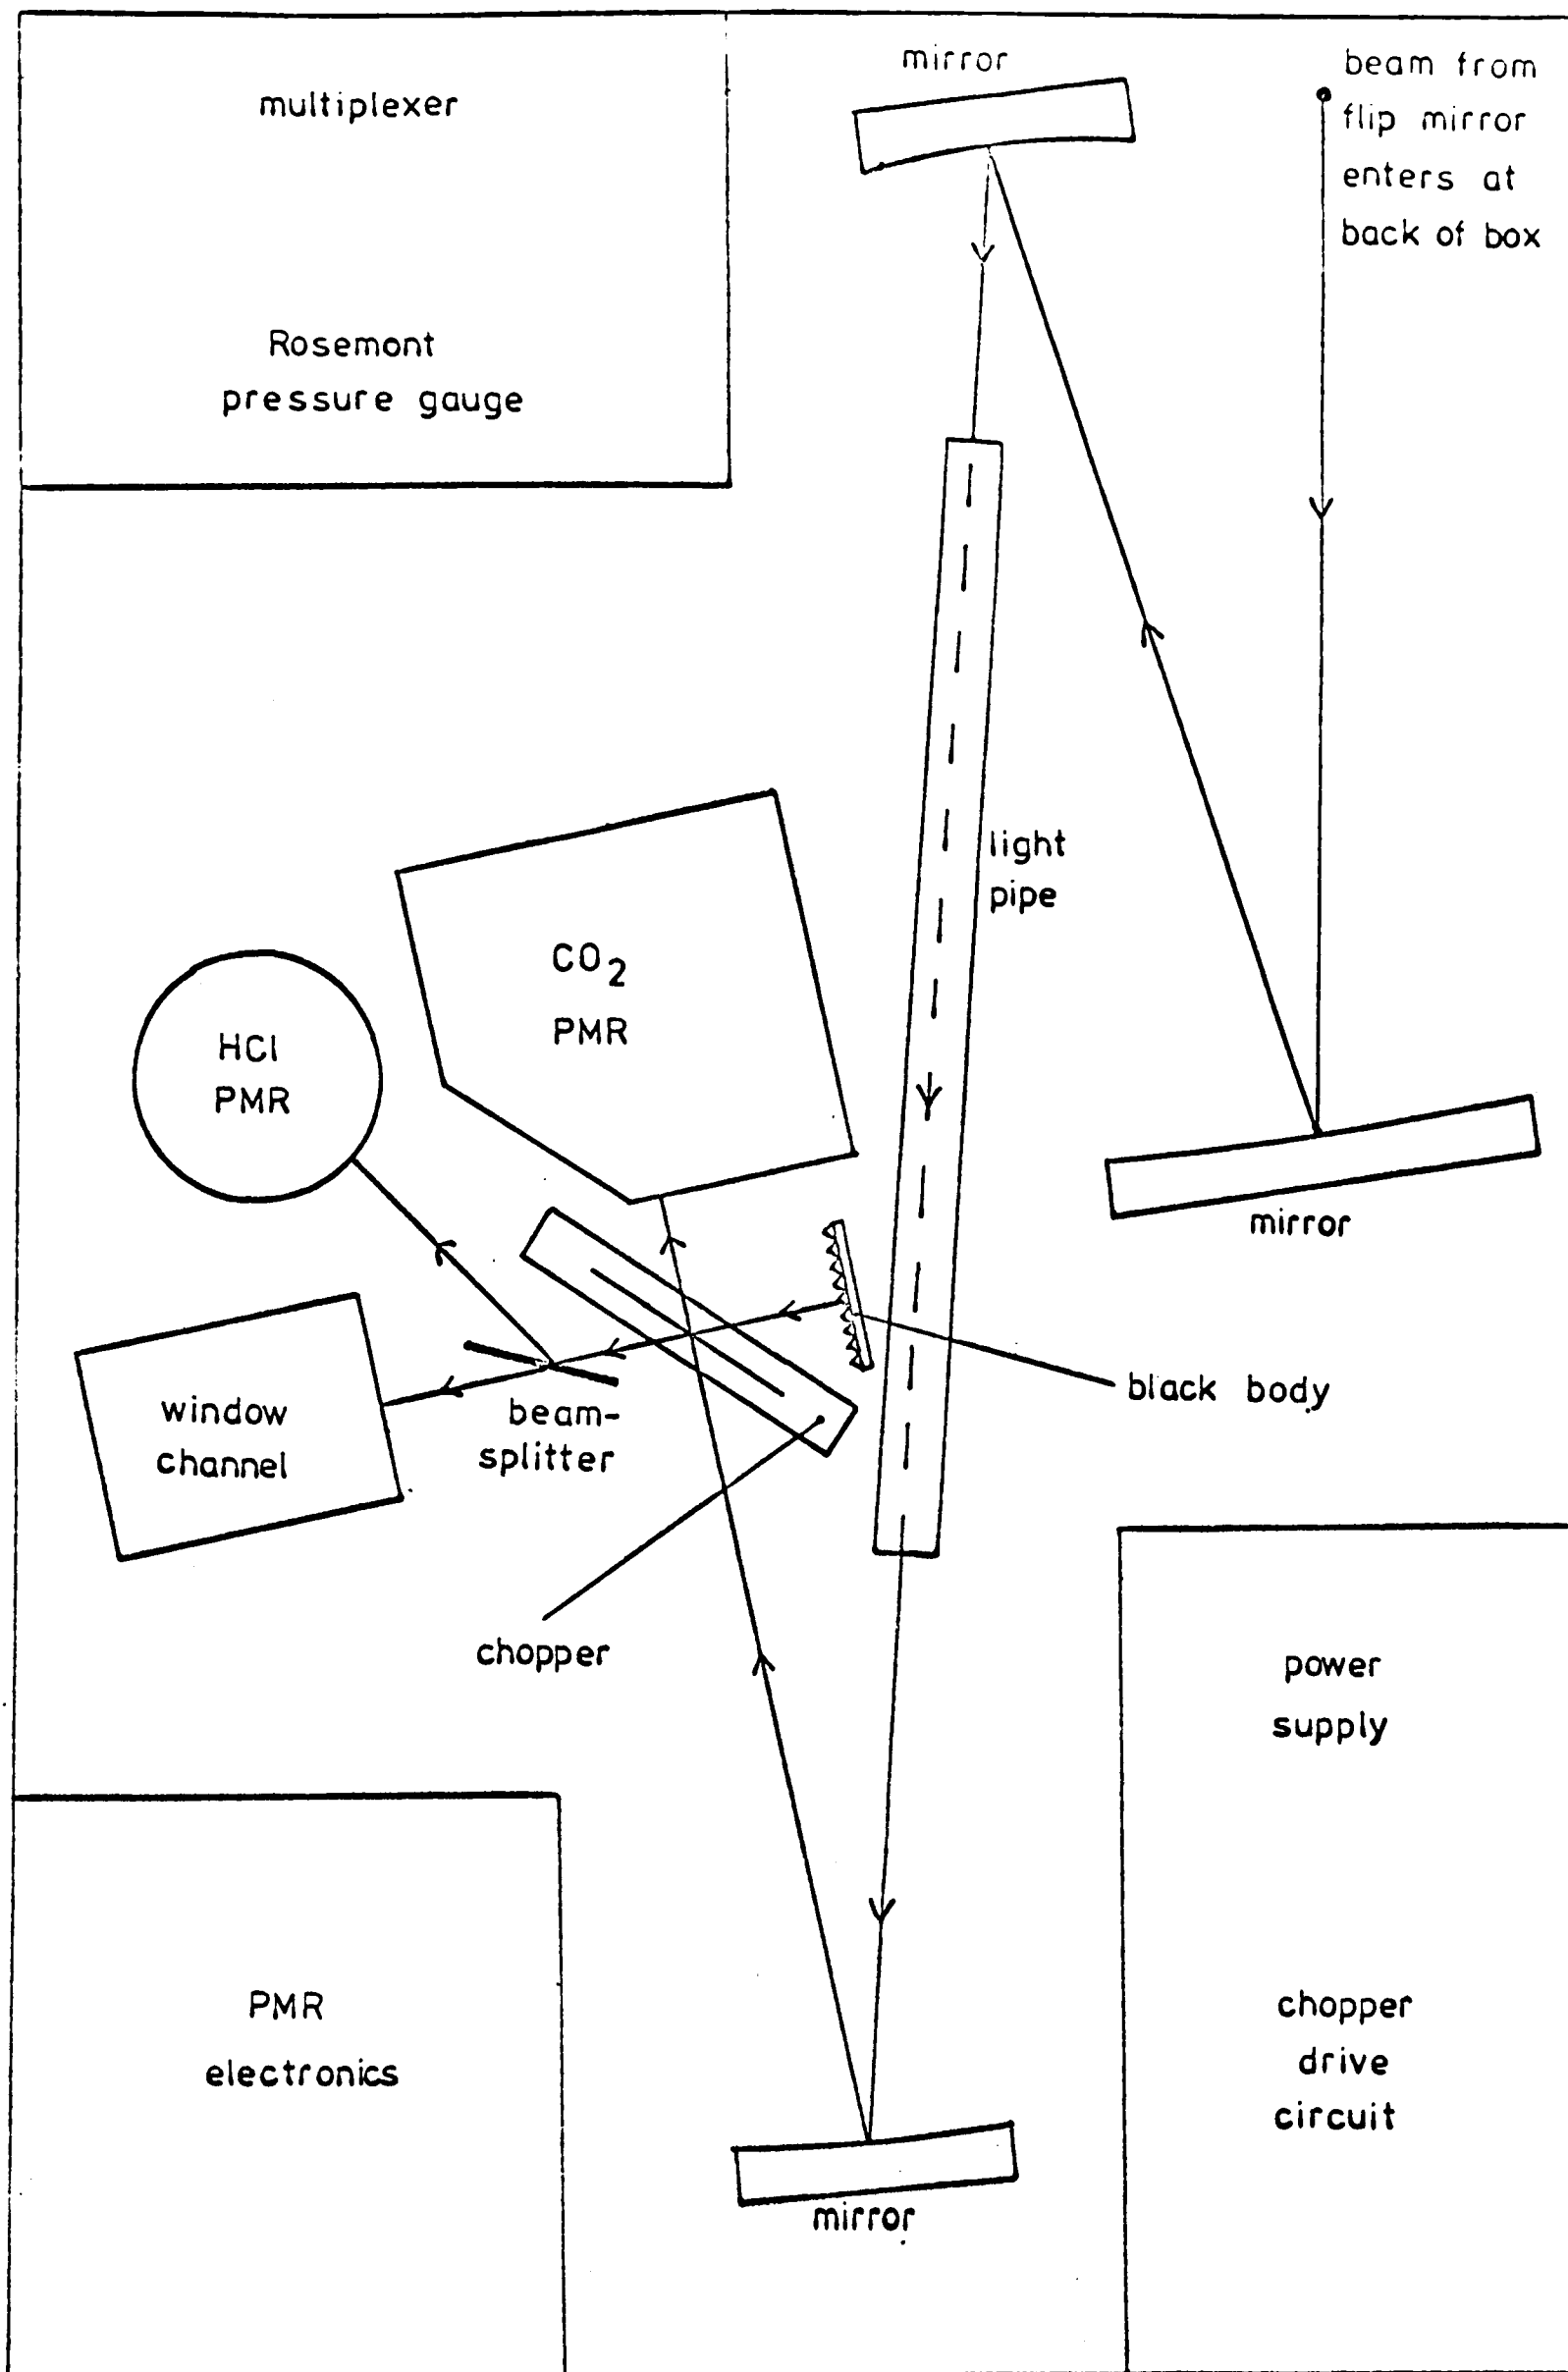 multiplexer
Rosemont
pressure gauge
mirror
beam from
flip mirror
enters at
back of box
light
pipe
CO2
PMR
HCl
PMR
mirror
window
channel
beam-
splitter
black body
chopper
power
supply
PMR
electronics
chopper
drive
circuit
mirror